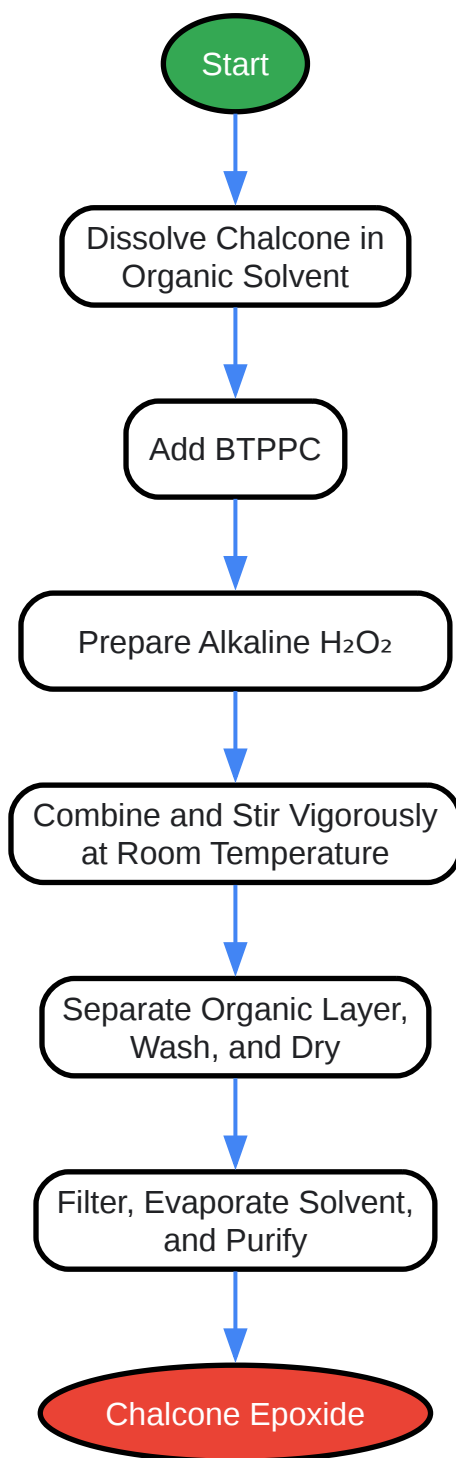 Start
Dissolve Chalcone in
Organic Solvent
Add BTPPC
Prepare Alkaline H₂O₂
Combine and Stir Vigorously
at Room Temperature
Separate Organic Layer,
Wash, and Dry
Filter, Evaporate Solvent,
and Purify
Chalcone Epoxide